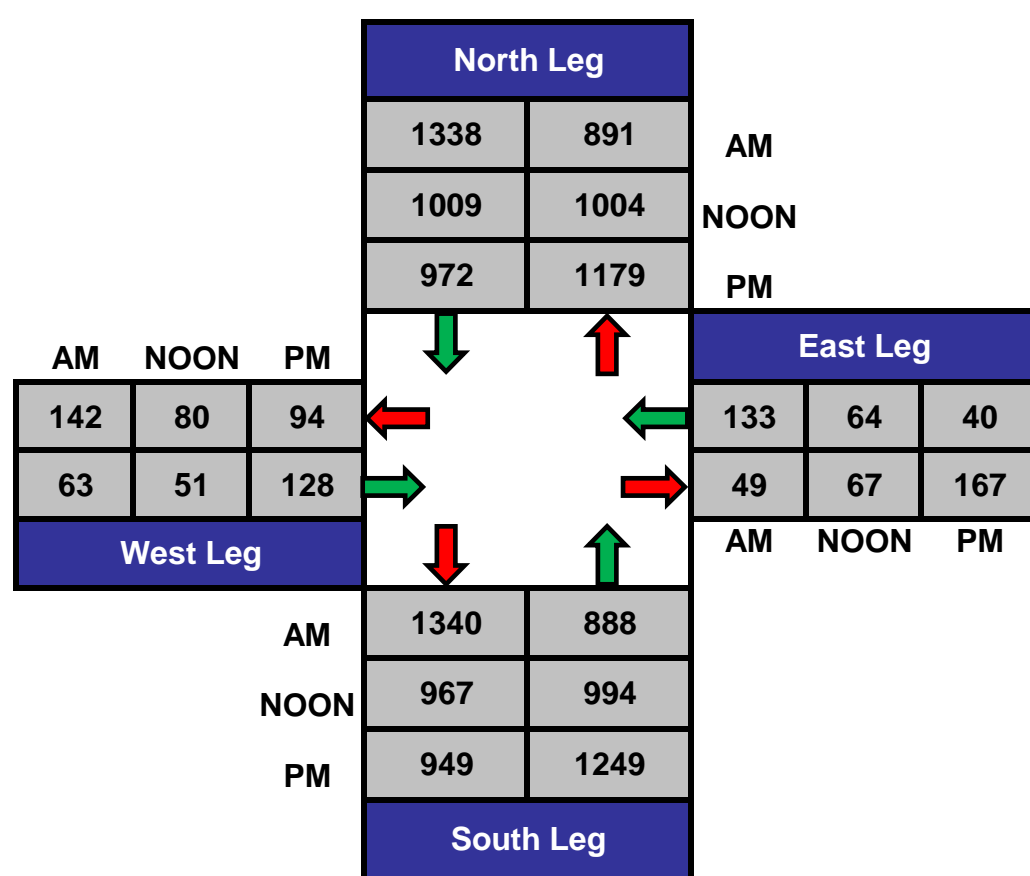 North Leg
1338 891 AM
1009 1004 NOON
972 1179 PM
AM NOON PM
East Leg
142 80 94
133 64 40
63 51 128
49 67 167
West Leg
AM NOON PM
AM 1340 888
NOON 967 994
PM 949 1249
South Leg